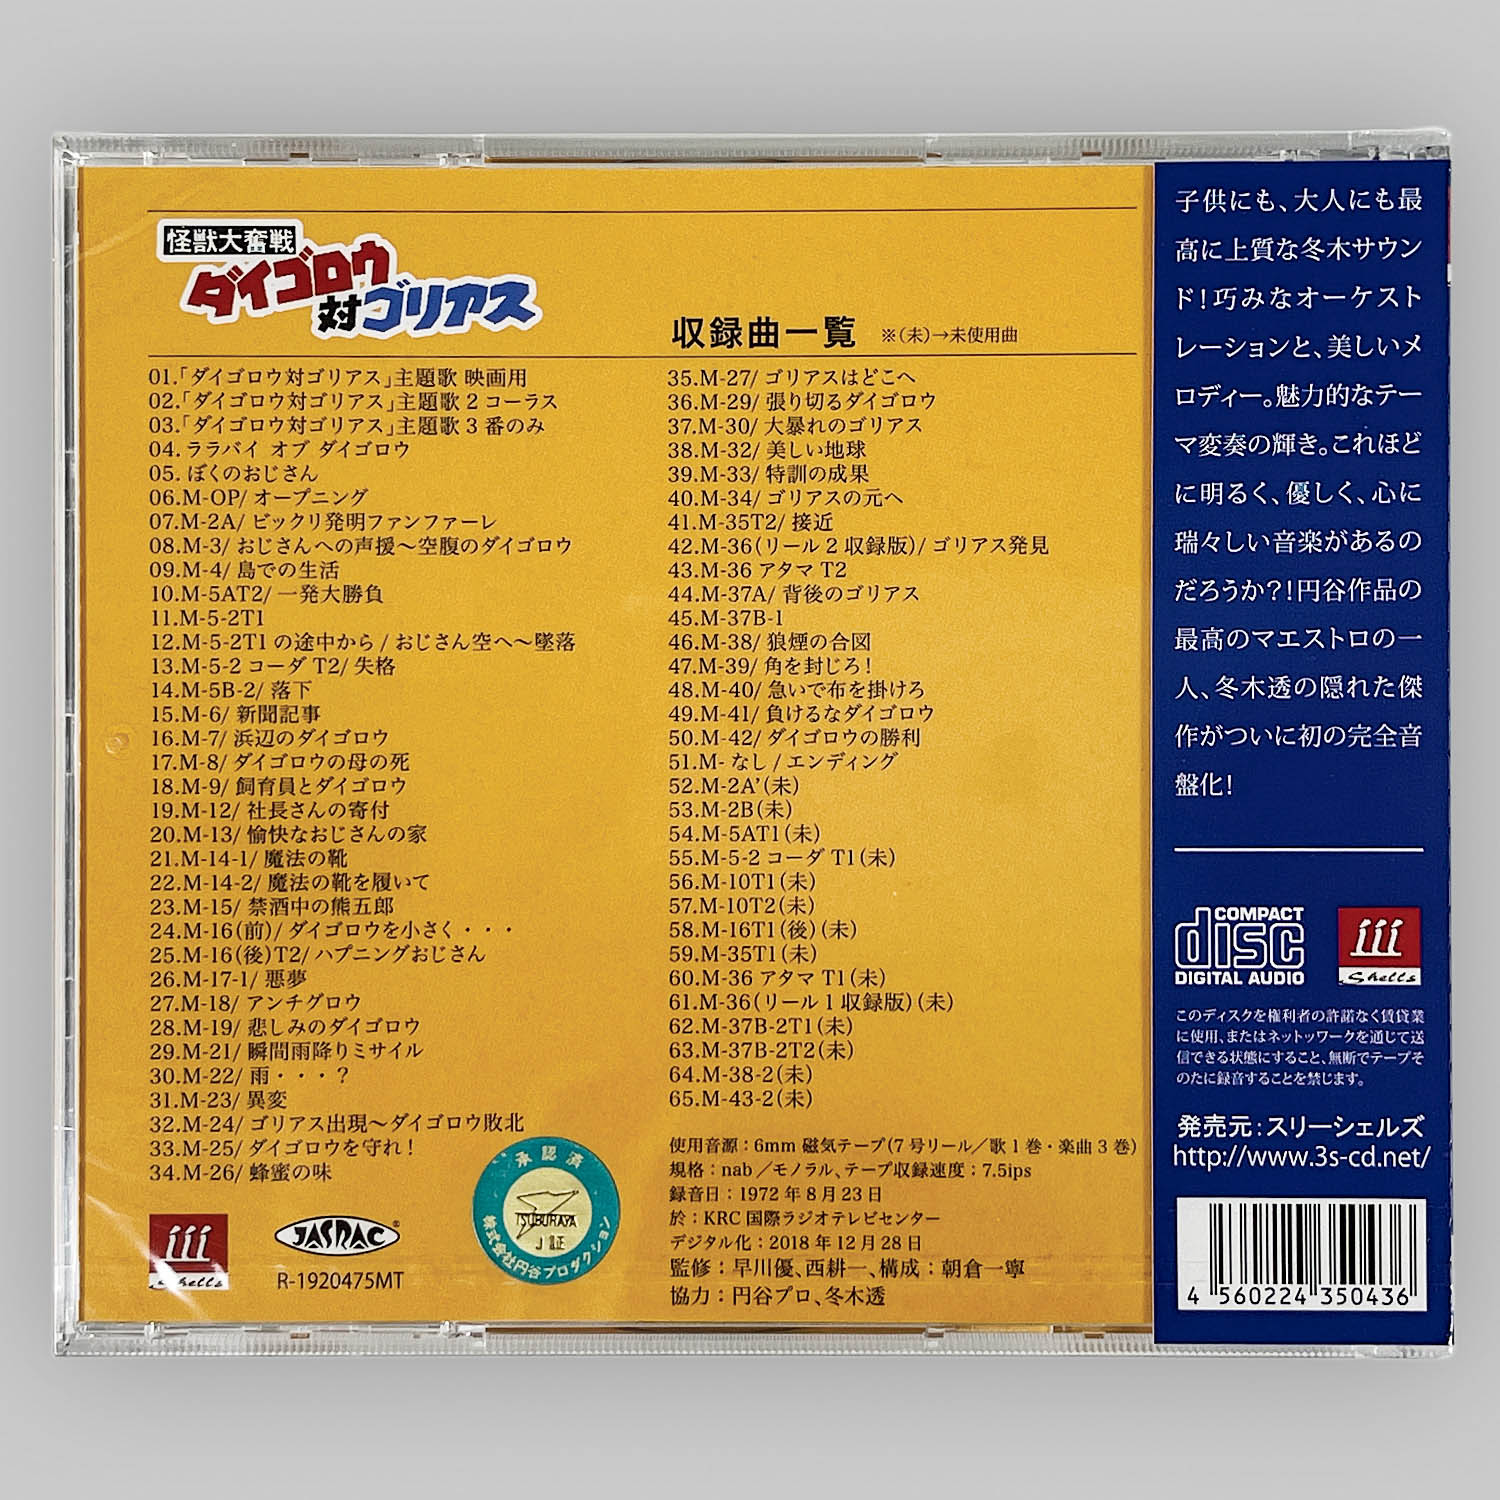 怪獣大奮戦
ダイゴロウ
対ゴリアス
収録曲一覧 ※(未)→未使用曲
01.「ダイゴロウ対ゴリアス」主題歌 映画用
02.「ダイゴロウ対ゴリアス」主題歌 2 コーラス
03.「ダイゴロウ対ゴリアス」主題歌 3 番のみ
04. ララバイ オブ ダイゴロウ
05. ぼくのおじさん
06.M-OP/ オープニング
07.M-2A/ ビックリ発明ファンファーレ
08.M-3/ おじさんへの声援～空腹のダイゴロウ
09.M-4/ 島での生活
10.M-5AT2/ 一発大勝負
11.M-5-2T1
12.M-5-2T1 の途中から / おじさん空へ～墜落
13.M-5-2 コーダ T2/ 失格
14.M-5B-2/ 落下
15.M-6/ 新聞記事
16.M-7/ 浜辺のダイゴロウ
17.M-8/ ダイゴロウの母の死
18.M-9/ 飼育員とダイゴロウ
19.M-12/ 社長さんの寄付
20.M-13/ 愉快なおじさんの家
21.M-14-1/ 魔法の靴
22.M-14-2/ 魔法の靴を履いて
23.M-15/ 禁酒中の熊五郎
24.M-16(前)/ ダイゴロウを小さく・・・
25.M-16(後)T2/ ハプニングおじさん
26.M-17-1/ 悪夢
27.M-18/ アンチグロウ
28.M-19/ 悲しみのダイゴロウ
29.M-21/ 瞬間雨降りミサイル
30.M-22/ 雨・・・?
31.M-23/ 異変
32.M-24/ ゴリアス出現～ダイゴロウ敗北
33.M-25/ ダイゴロウを守れ!
34.M-26/ 蜂蜜の味
35.M-27/ ゴリアスはどこへ
36.M-29/ 張り切るダイゴロウ
37.M-30/ 大暴れのゴリアス
38.M-32/ 美しい地球
39.M-33/ 特訓の成果
40.M-34/ ゴリアスの元へ
41.M-35T2/ 接近
42.M-36(リール 2 収録版)/ ゴリアス発見
43.M-36 アタマ T2
44.M-37A/ 背後のゴリアス
45.M-37B-1
46.M-38/ 狼煙の合図
47.M-39/ 角を封じろ!
48.M-40/ 急いで布を掛けろ
49.M-41/ 負けるなダイゴロウ
50.M-42/ ダイゴロウの勝利
51.M- なし / エンディング
52.M-2A'(未)
53.M-2B(未)
54.M-5AT1(未)
55.M-5-2 コーダ T1(未)
56.M-10T1(未)
57.M-10T2(未)
58.M-16T1(後)(未)
59.M-35T1(未)
60.M-36 アタマ T1(未)
61.M-36(リール 1 収録版)(未)
62.M-37B-2T1(未)
63.M-37B-2T2(未)
64.M-38-2(未)
65.M-43-2(未)
使用音源：6mm 磁気テープ(7 号リール／歌 1 巻・楽曲 3 巻)
規格：nab／モノラル、テープ収録速度：7.5ips
録音日：1972 年 8 月 23 日
於：KRC 国際ラジオテレビセンター
デジタル化：2018 年 12 月 28 日
監修：早川優、西耕一、構成：朝倉一寧
協力：円谷プロ、冬木透
iii
Shells
JASRAC®
R-1920475MT
承認済
TSUBURAYA
J 証
株式会社円谷プロダクション
子供にも、大人にも最
高に上質な冬木サウン
ド!巧みなオーケスト
レーションと、美しいメ
ロディー。魅力的なテー
マ変奏の輝き。これほど
に明るく、優しく、心に
瑞々しい音楽があるの
だろうか?!円谷作品の
最高のマエストロの一
人、冬木透の隠れた傑
作がついに初の完全音
盤化!
COMPACT
disc
DIGITAL AUDIO
iii
Shells
このディスクを権利者の許諾なく賃貸業
に使用、またはネットッワークを通じて送
信できる状態にすること、無断でテープそ
のたに録音することを禁じます。
発売元：スリーシェルズ
http://www.3s-cd.net/
4 560224 350436